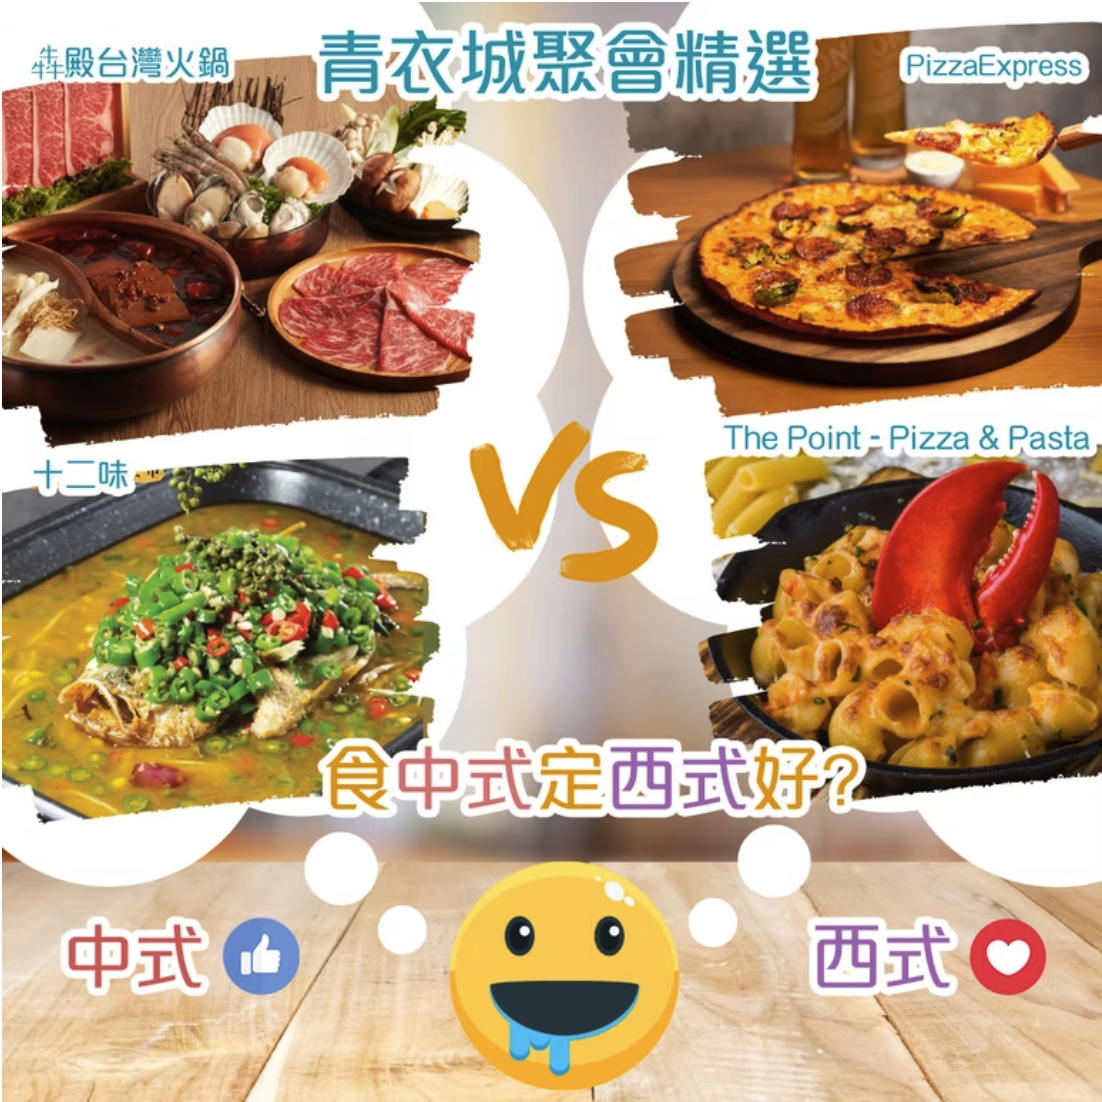 青衣城聚會精選
犇殿台灣火鍋
PizzaExpress
十二味
The Point - Pizza & Pasta
VS
食中式定西式好?
中式
西式